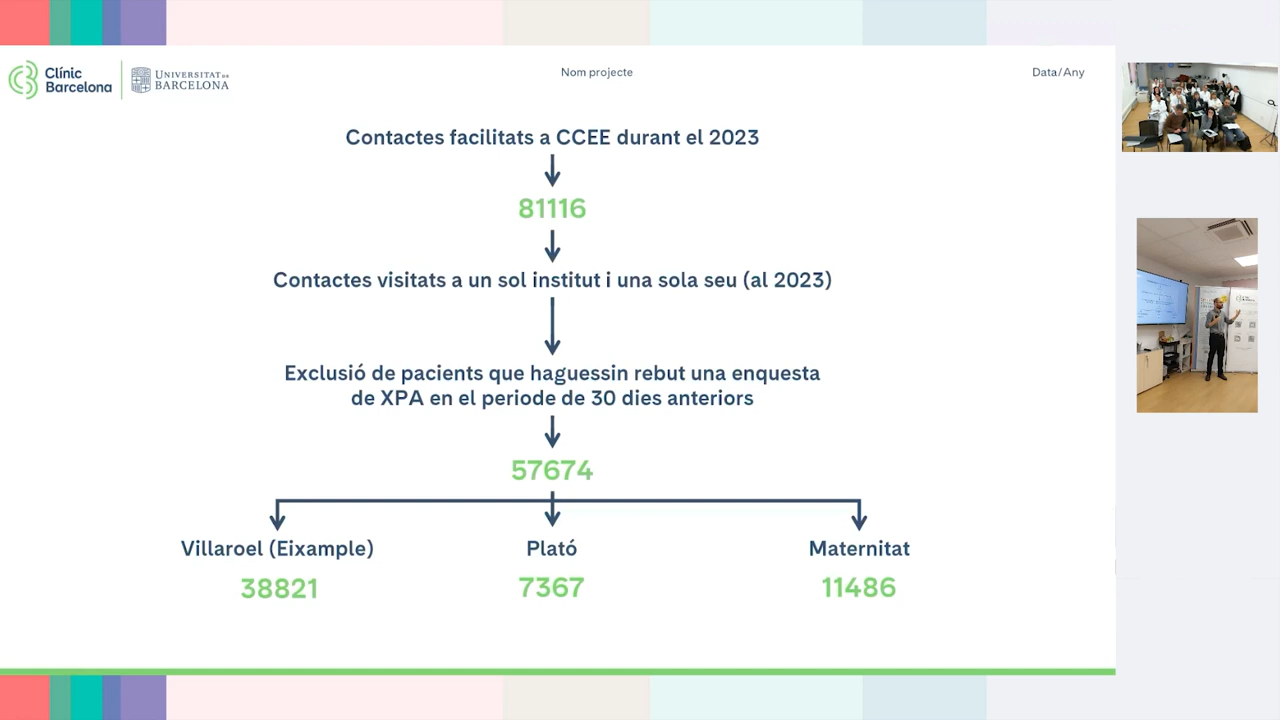 Clínic
Barcelona
UNIVERSITAT DE
BARCELONA
Nom projecte
Data/Any
Contactes facilitats a CCEE durant el 2023
81116
Contactes visitats a un sol institut i una sola seu (al 2023)
Exclusió de pacients que haguessin rebut una enquesta
de XPA en el periode de 30 dies anteriors
57674
Villaroel (Eixample)
Plató
Maternitat
38821
7367
11486